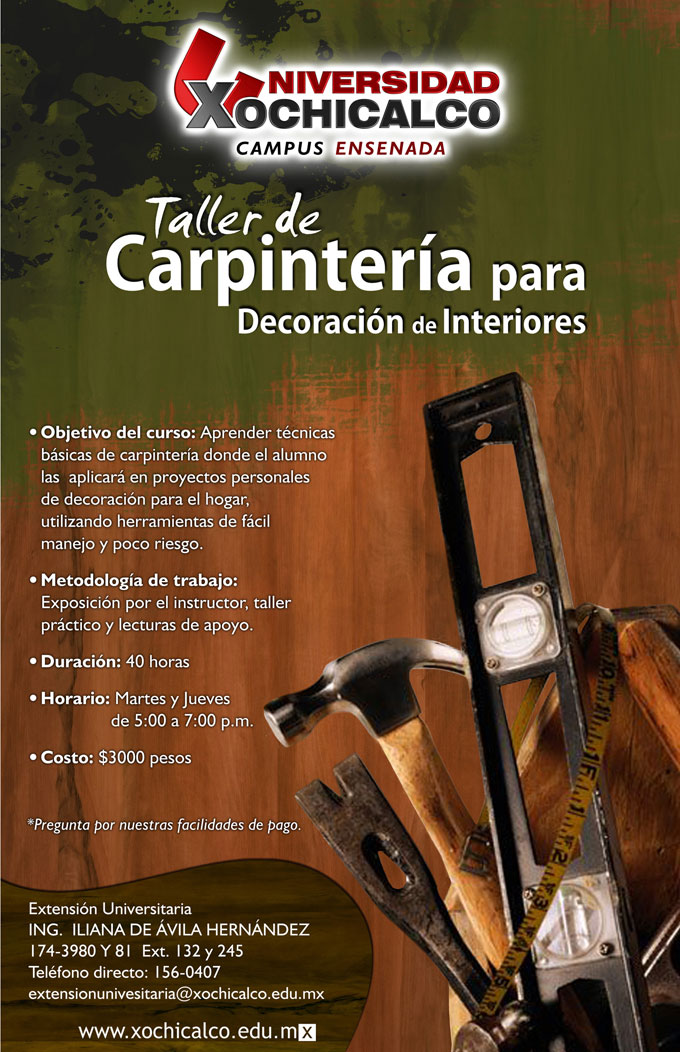 UNIVERSIDAD
XOCHICALCO
CAMPUS ENSENADA
Taller de
Carpintería para
Decoración de Interiores
• Objetivo del curso: Aprender técnicas
básicas de carpintería donde el alumno
las aplicará en proyectos personales
de decoración para el hogar,
utilizando herramientas de fácil
manejo y poco riesgo.
• Metodología de trabajo:
Exposición por el instructor, taller
práctico y lecturas de apoyo.
• Duración: 40 horas
• Horario: Martes y Jueves
de 5:00 a 7:00 p.m.
• Costo: $3000 pesos
*Pregunta por nuestras facilidades de pago.
Extensión Universitaria
ING. ILIANA DE ÁVILA HERNÁNDEZ
174-3980 Y 81 Ext. 132 y 245
Teléfono directo: 156-0407
extensionunivesitaria@xochicalco.edu.mx
www.xochicalco.edu.mx